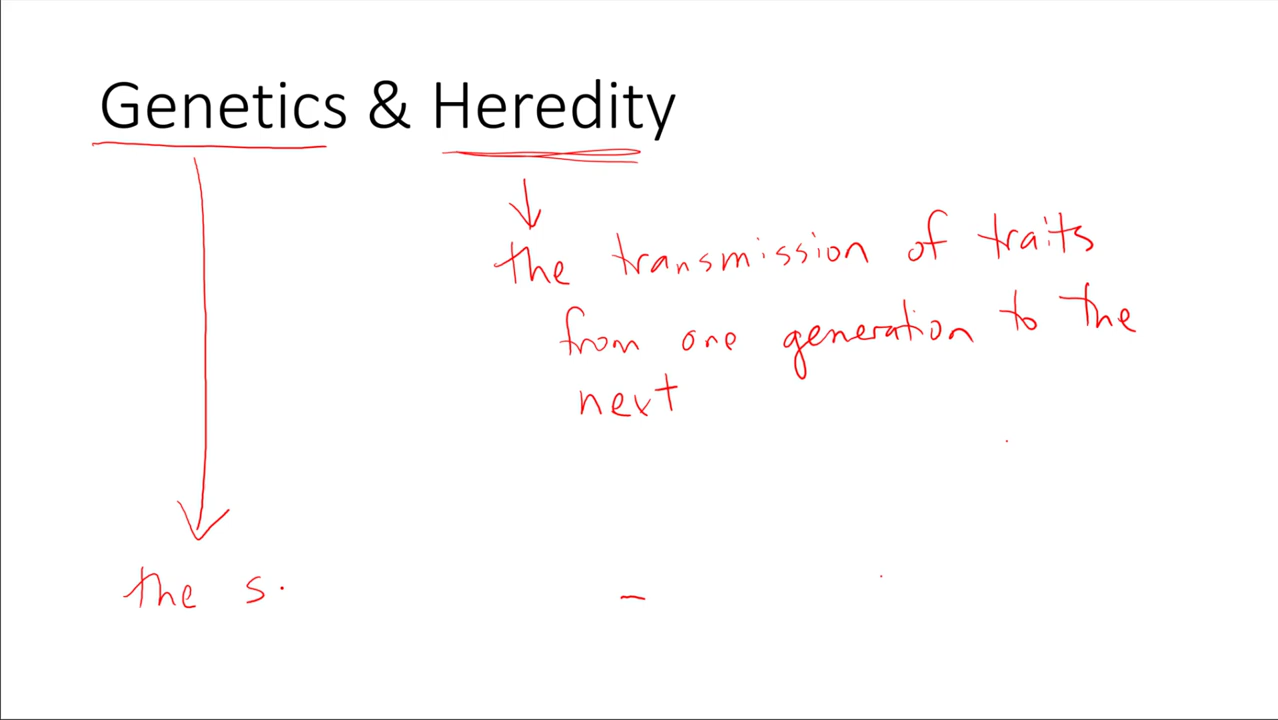 Genetics & Heredity
the transmission of traits
from one generation to the
next
the s